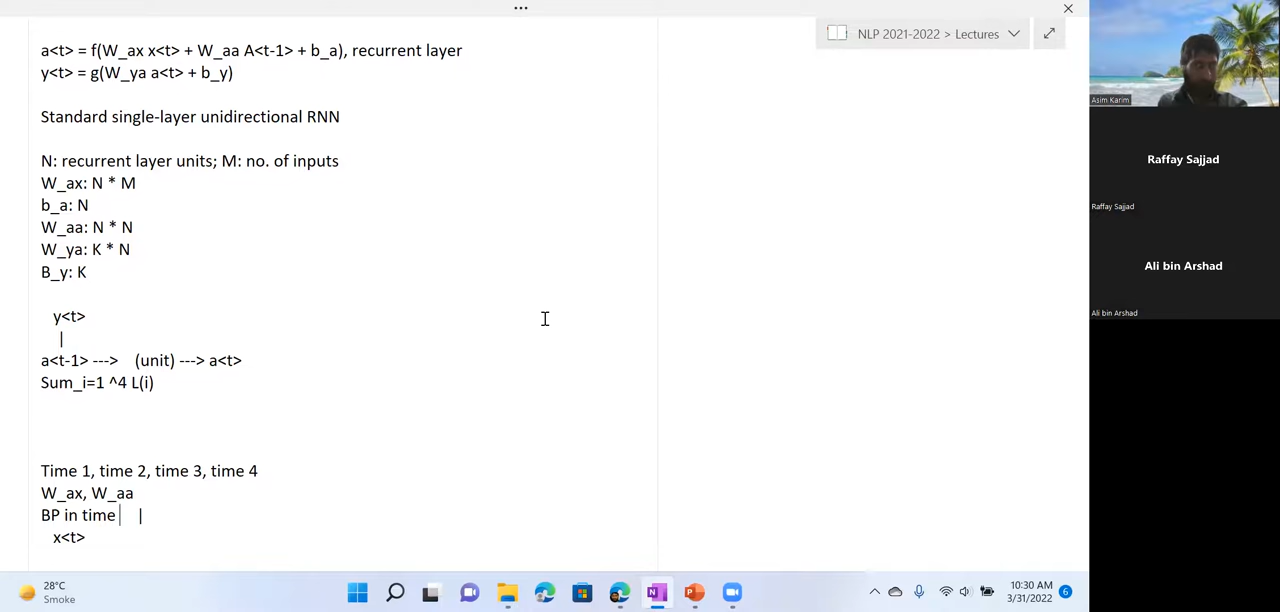 NLP 2021-2022 > Lectures
a<t> = f(W_ax x<t> + W_aa A<t-1> + b_a), recurrent layer
y<t> = g(W_ya a<t> + b_y)
Standard single-layer unidirectional RNN
N: recurrent layer units; M: no. of inputs
W_ax: N * M
b_a: N
W_aa: N * N
W_ya: K * N
B_y: K
y<t>
|
a<t-1> ---> (unit) ---> a<t>
Sum_i=1 ^4 L(i)
Time 1, time 2, time 3, time 4
W_ax, W_aa
BP in time |
x<t>
Asim Karim
Raffay Sajjad
Raffay Sajjad
Ali bin Arshad
Ali bin Arshad
28°C
Smoke
10:30 AM
3/31/2022
6